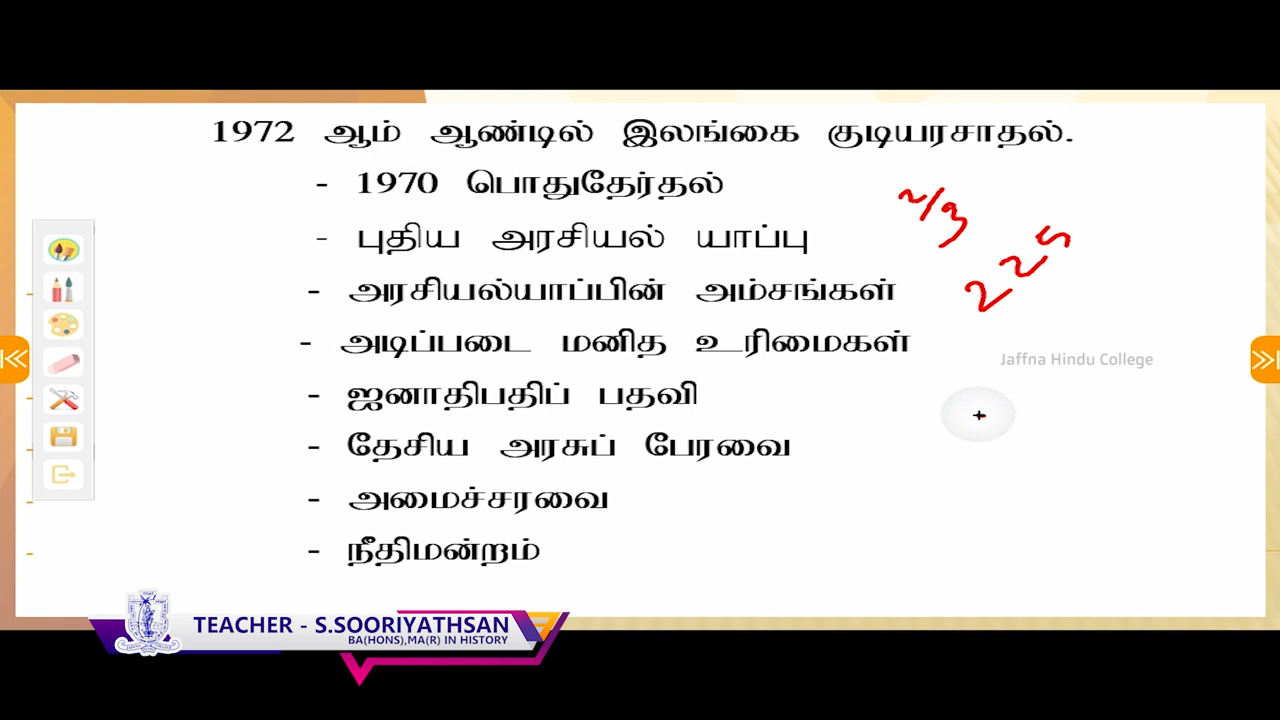 1972 ஆம் ஆண்டில் இலங்கை குடியரசாதல்.
- 1970 பொதுதேர்தல்
- புதிய அரசியல் யாப்பு
- அரசியல்யாப்பின் அம்சங்கள்
- அடிப்படை மனித உரிமைகள்
- ஜனாதிபதிப் பதவி
- தேசிய அரசுப் பேரவை
- அமைச்சரவை
- நீதிமன்றம்
2/3
225
Jaffna Hindu College
TEACHER - S.SOORIYATHSAN
BA(HONS),MA(R) IN HISTORY